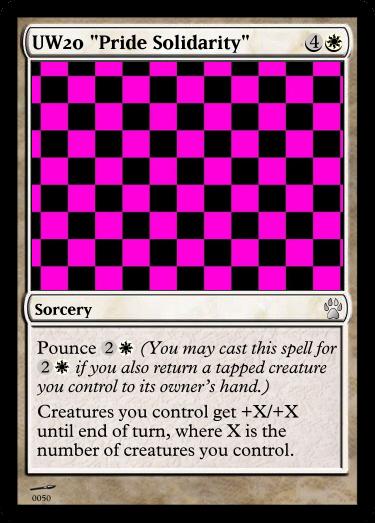 UW20 "Pride Solidarity" 4
Sorcery
Pounce 2 (You may cast this spell for
2 if you also return a tapped creature
you control to its owner's hand.)
Creatures you control get +X/+X
until end of turn, where X is the
number of creatures you control.
0050